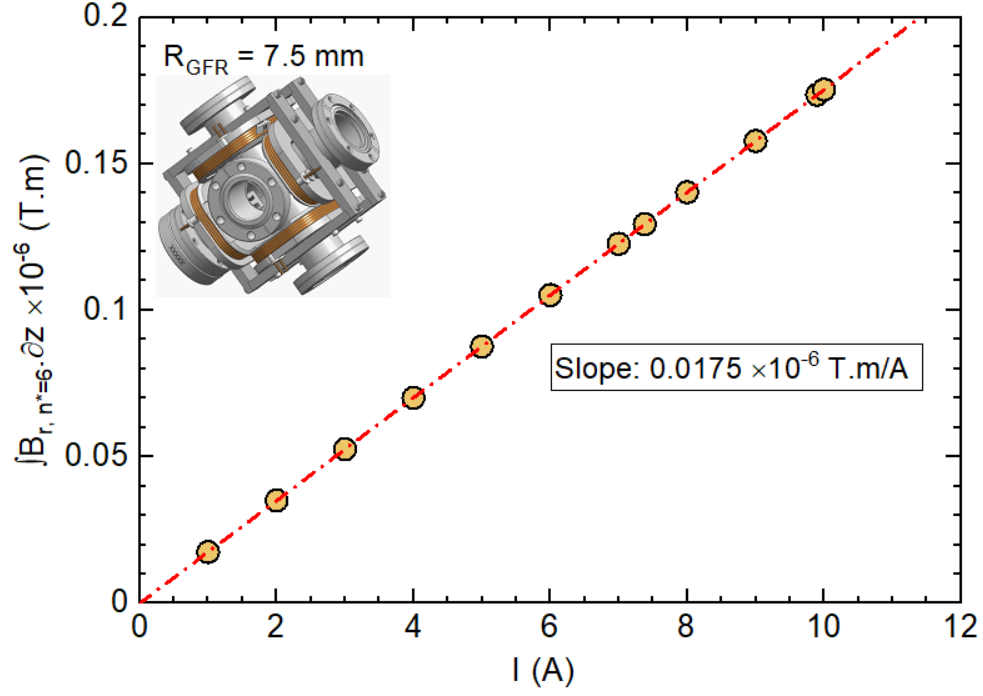 R_GFR = 7.5 mm
∫B_r, n*=6.∂z ×10^-6 (T.m)
0.2
0.15
0.1
0.05
0
Slope: 0.0175 ×10^-6 T.m/A
0 2 4 6 8 10 12
I (A)